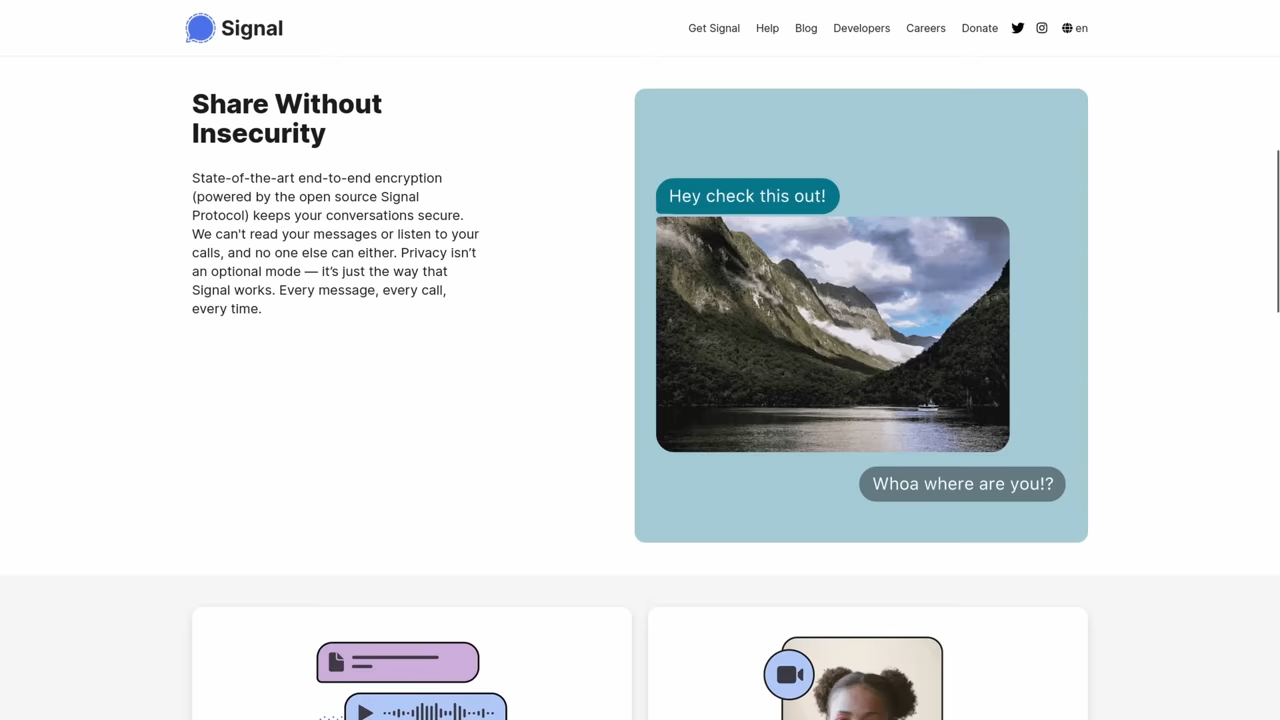 Signal
Get Signal Help Blog Developers Careers Donate en
Share Without
Insecurity
State-of-the-art end-to-end encryption
(powered by the open source Signal
Protocol) keeps your conversations secure.
We can't read your messages or listen to your
calls, and no one else can either. Privacy isn’t
an optional mode — it’s just the way that
Signal works. Every message, every call,
every time.
Hey check this out!
Whoa where are you!?